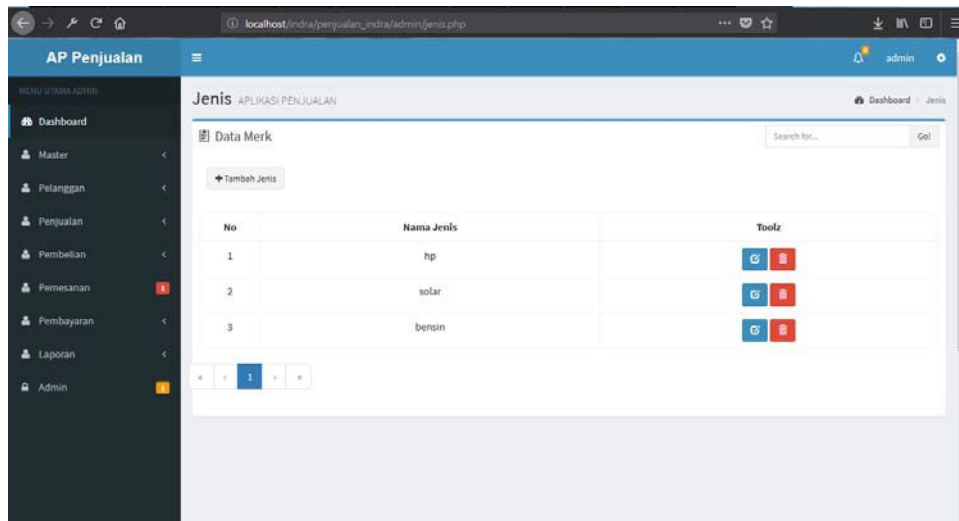 localhost/indra/penjualan_indra/admin/jenis.php
AP Penjualan
admin
MENU UTAMA ADMIN
Jenis APLIKASI PENJUALAN
Dashboard > Jenis
Dashboard
Data Merk
Search for...
Go!
Master
Tambah Jenis
Pelanggan
Penjualan
No Nama Jenis Toolz
Pembelian
1 hp
Pemesanan 1
2 solar
Pembayaran
3 bensin
Laporan
Admin
« ‹ 1 › »